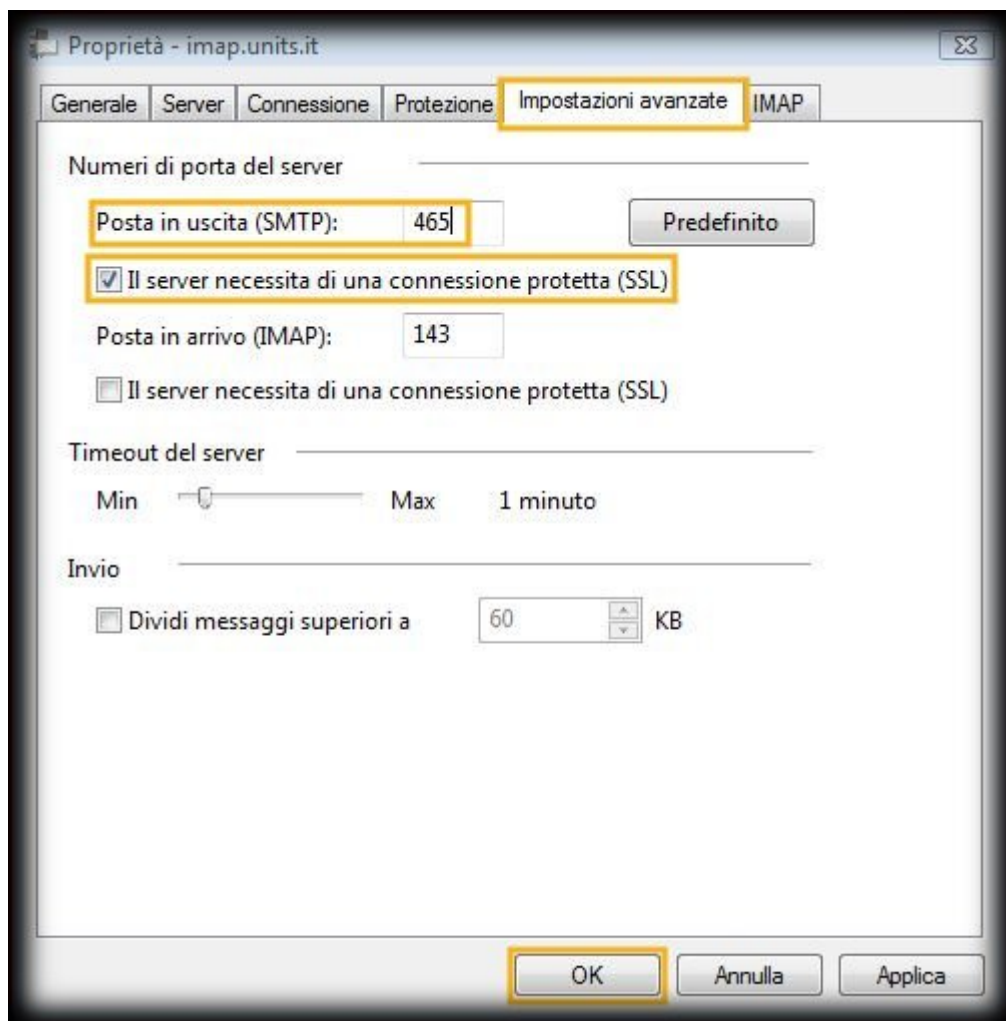 Proprietà - imap.units.it
Generale Server Connessione Protezione Impostazioni avanzate IMAP
Numeri di porta del server
Posta in uscita (SMTP): 465 Predefinito
Il server necessita di una connessione protetta (SSL)
Posta in arrivo (IMAP): 143
Il server necessita di una connessione protetta (SSL)
Timeout del server
Min Max 1 minuto
Invio
Dividi messaggi superiori a 60 KB
OK Annulla Applica